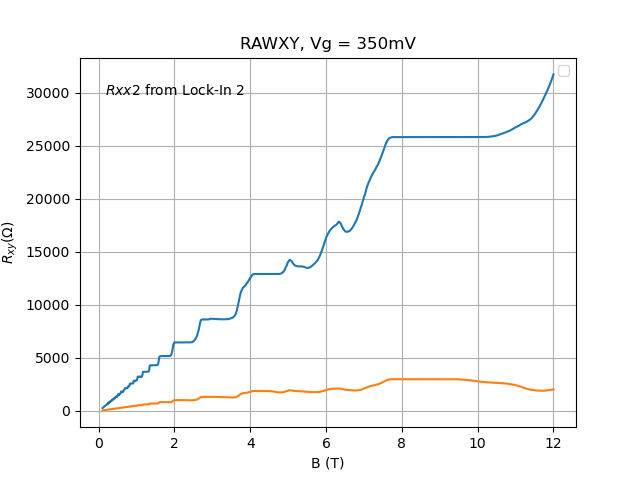 RAWXY, Vg = 350mV
Rxx2 from Lock-In 2
30000
25000
20000
15000
10000
5000
0
Rxy(Ω)
0 2 4 6 8 10 12
B (T)